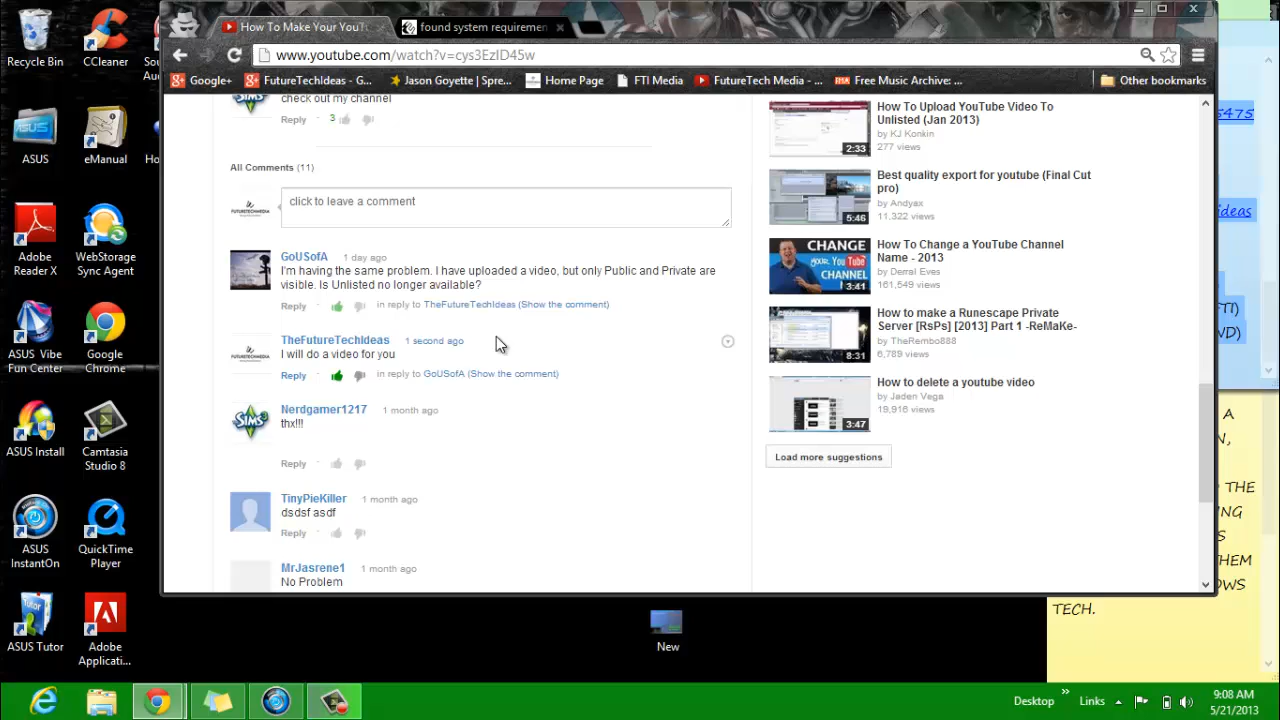 Recycle Bin
CCleaner
ASUS
eManual
Adobe
Reader X
WebStorage
Sync Agent
ASUS Vibe
Fun Center
Google
Chrome
ASUS Install
Camtasia
Studio 8
ASUS
InstantOn
QuickTime
Player
ASUS Tutor
Adobe
Applicati...
How To Make Your YouT
found system requiremen
www.youtube.com/watch?v=cys3EzID45w
Google+
FutureTechIdeas - G...
Jason Goyette | Spre...
Home Page
FTI Media
FutureTech Media - ...
Free Music Archive: ...
Other bookmarks
check out my channel
Reply
3
All Comments (11)
click to leave a comment
GoUSofA 1 day ago
I'm having the same problem. I have uploaded a video, but only Public and Private are
visible. Is Unlisted no longer available?
Reply in reply to TheFutureTechIdeas (Show the comment)
TheFutureTechIdeas 1 second ago
I will do a video for you
Reply in reply to GoUSofA (Show the comment)
Nerdgamer1217 1 month ago
thx!!!
Reply
TinyPieKiller 1 month ago
dsdsf asdf
Reply
MrJasrene1 1 month ago
No Problem
How To Upload YouTube Video To
Unlisted (Jan 2013)
by KJ Konkin
277 views
2:33
Best quality export for youtube (Final Cut
pro)
by Andyax
11,322 views
5:46
CHANGE
YOUR YouTube
CHANNEL
How To Change a YouTube Channel
Name - 2013
by Derral Eves
161,549 views
3:41
How to make a Runescape Private
Server [RsPs] [2013] Part 1 -ReMaKe-
by TheRembo888
6,789 views
8:31
How to delete a youtube video
by Jaden Vega
19,916 views
3:47
Load more suggestions
5475
ideas
TI)
ND)
A
THE
TECH.
New
Desktop
Links
9:08 AM
5/21/2013